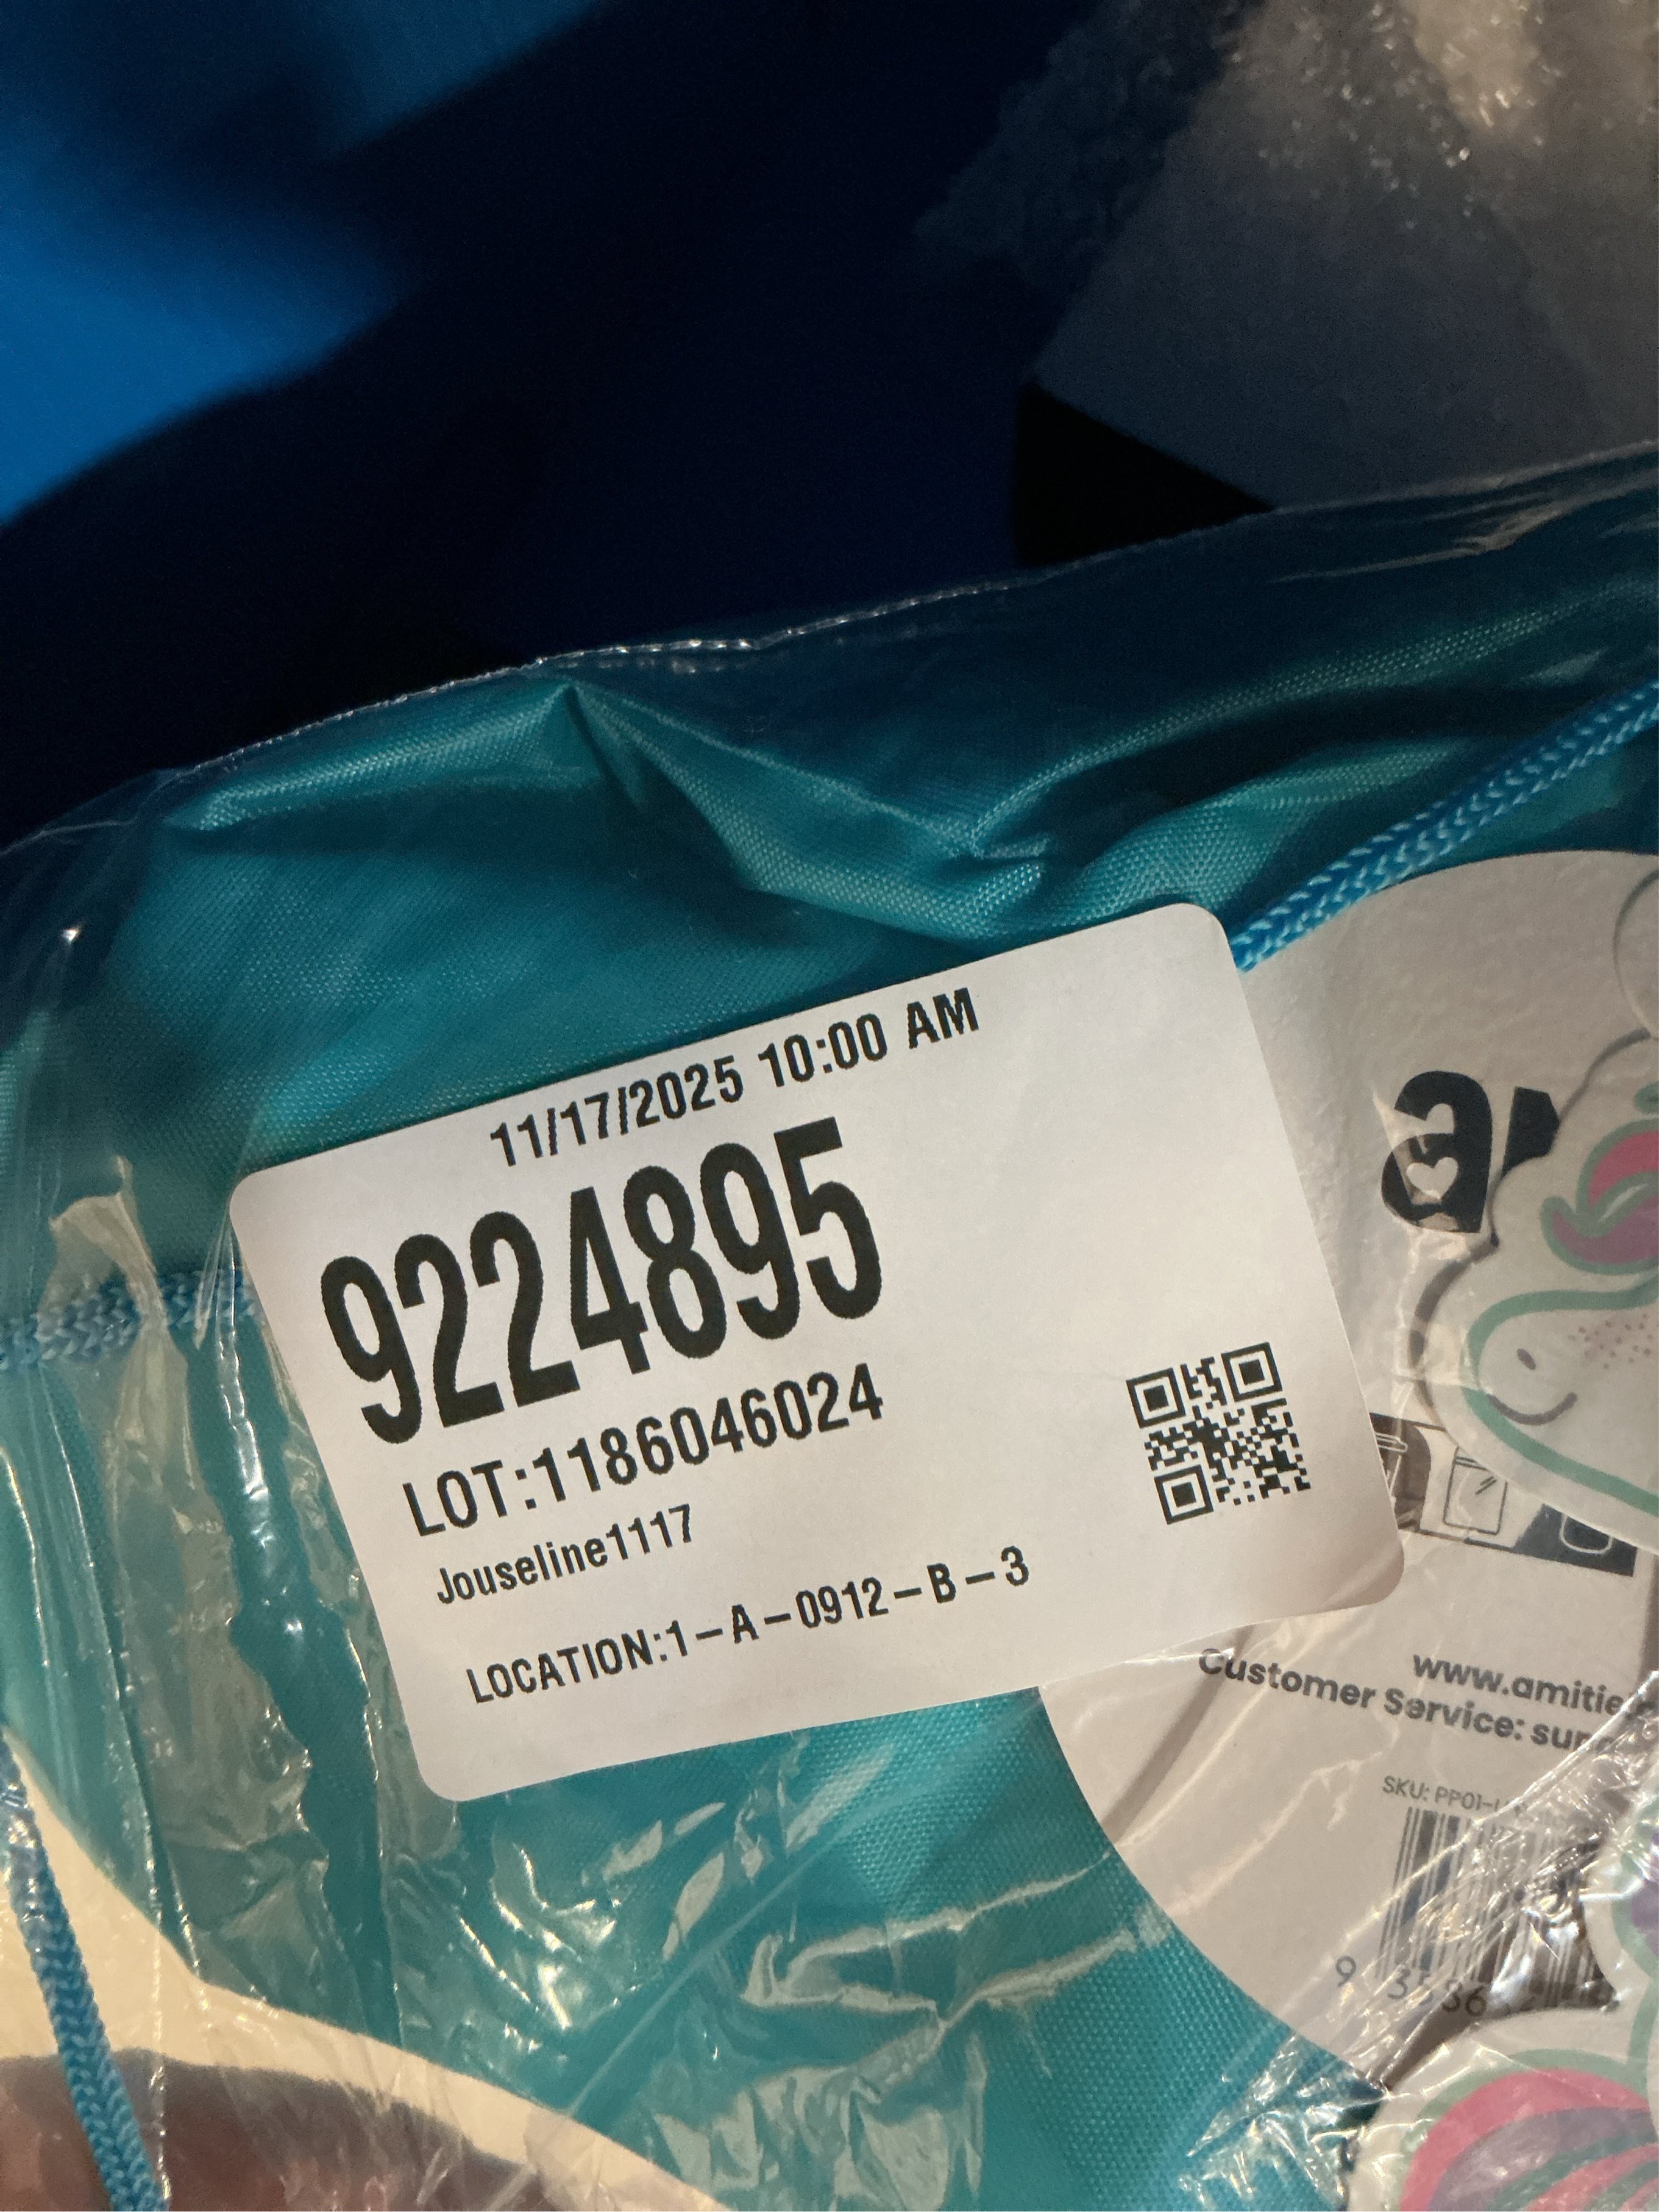 11/17/2025 10:00 AM
9224895
LOT:1186046024
Jouseline1117
LOCATION:1-A-0912-B-3
www.amitie
Customer Service:
SKU: PP01-